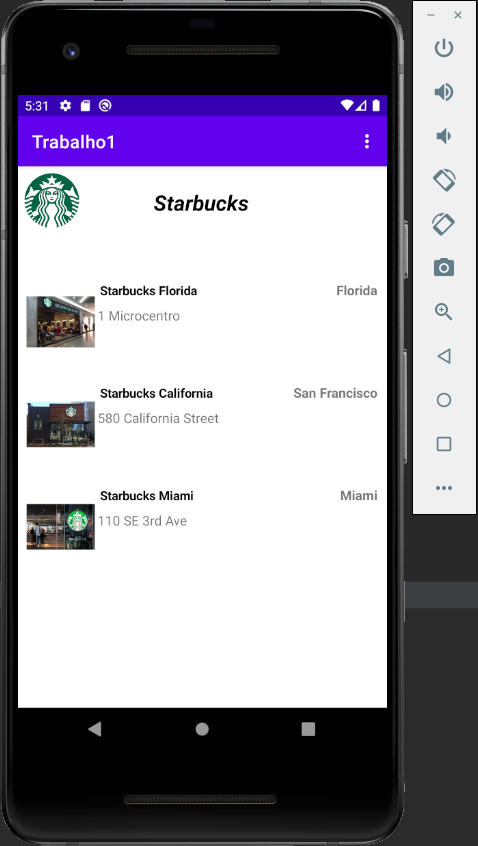 5:31
Trabalho1
Starbucks
Starbucks Florida
Florida
1 Microcentro
Starbucks California
San Francisco
580 California Street
Starbucks Miami
Miami
110 SE 3rd Ave